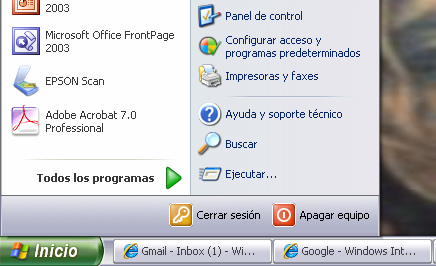 2003
Microsoft Office FrontPage
2003
EPSON Scan
Adobe Acrobat 7.0
Professional
Todos los programas
Panel de control
Configurar acceso y
programas predeterminados
Impresoras y faxes
Ayuda y soporte técnico
Buscar
Ejecutar...
Cerrar sesión
Apagar equipo
Inicio
Gmail - Inbox (1) - Wi...
Google - Windows Int...